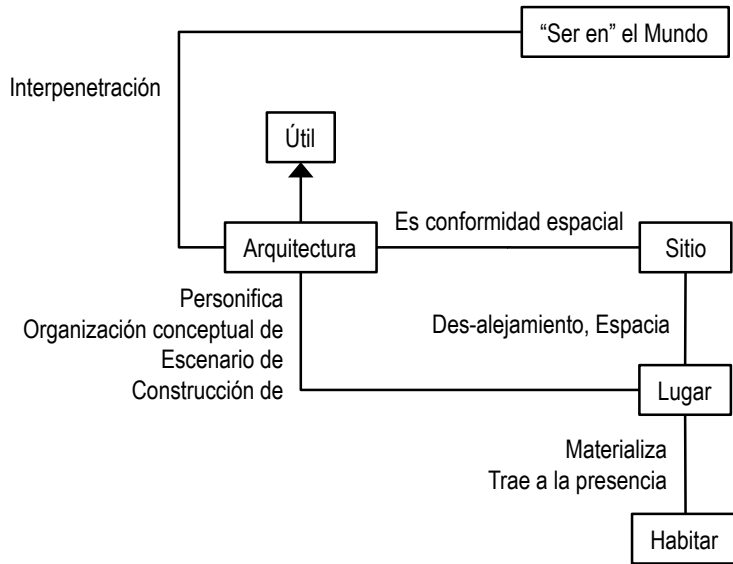 “Ser en” el Mundo
Interpenetración
Útil
Es conformidad espacial
Arquitectura
Sitio
Personifica
Organización conceptual de
Escenario de
Construcción de
Des-alejamiento, Espacia
Lugar
Materializa
Trae a la presencia
Habitar